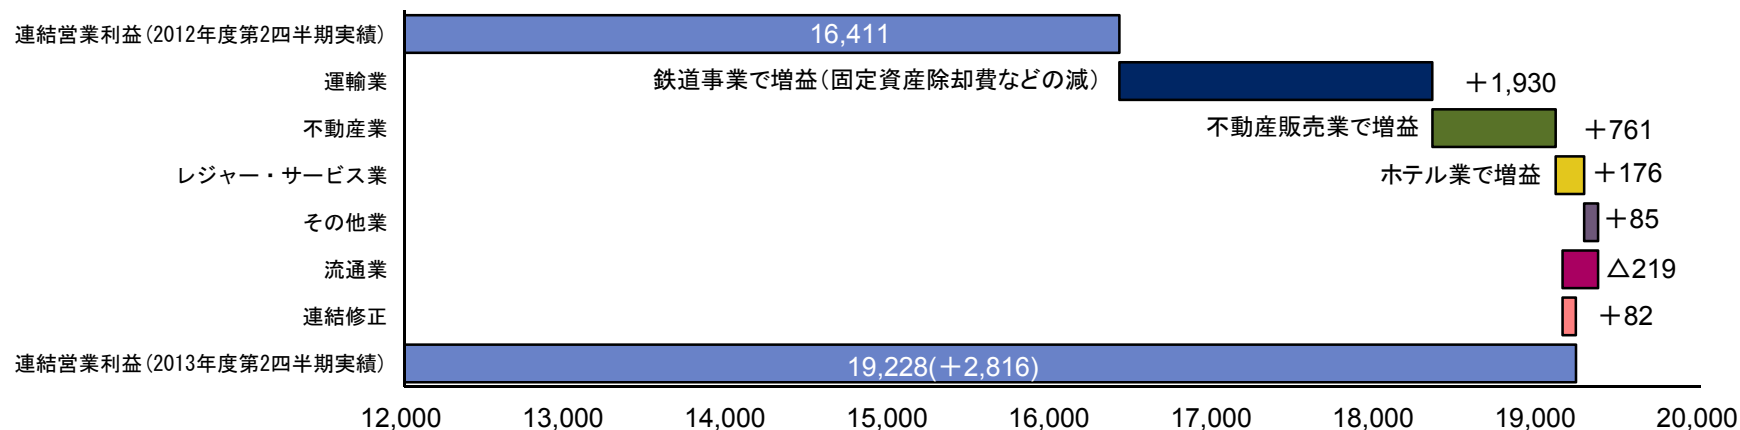 連結営業利益(2012年度第2四半期実績) 16,411
運輸業 鉄道事業で増益(固定資産除却費などの減) +1,930
不動産業 不動産販売業で増益 +761
レジャー・サービス業 ホテル業で増益 +176
その他業 +85
流通業 △219
連結修正 +82
連結営業利益(2013年度第2四半期実績) 19,228(+2,816)
12,000 13,000 14,000 15,000 16,000 17,000 18,000 19,000 20,000